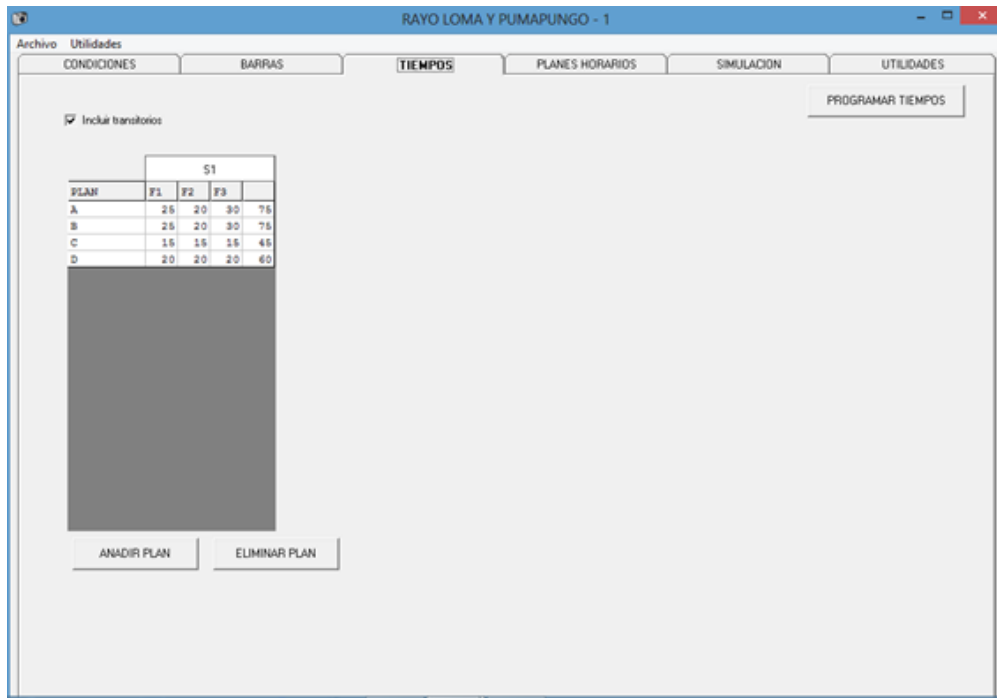 RAYO LOMA Y PUMAPUNGO - 1
Archivo Utilidades
CONDICIONES BARRAS TIEMPOS PLANES HORARIOS SIMULACION UTILIDADES
PROGRAMAR TIEMPOS
Incluir transitorios
S1
PLAN F1 F2 F3
A 25 20 30 75
B 25 20 30 75
C 15 15 15 45
D 20 20 20 60
ANADIR PLAN ELIMINAR PLAN